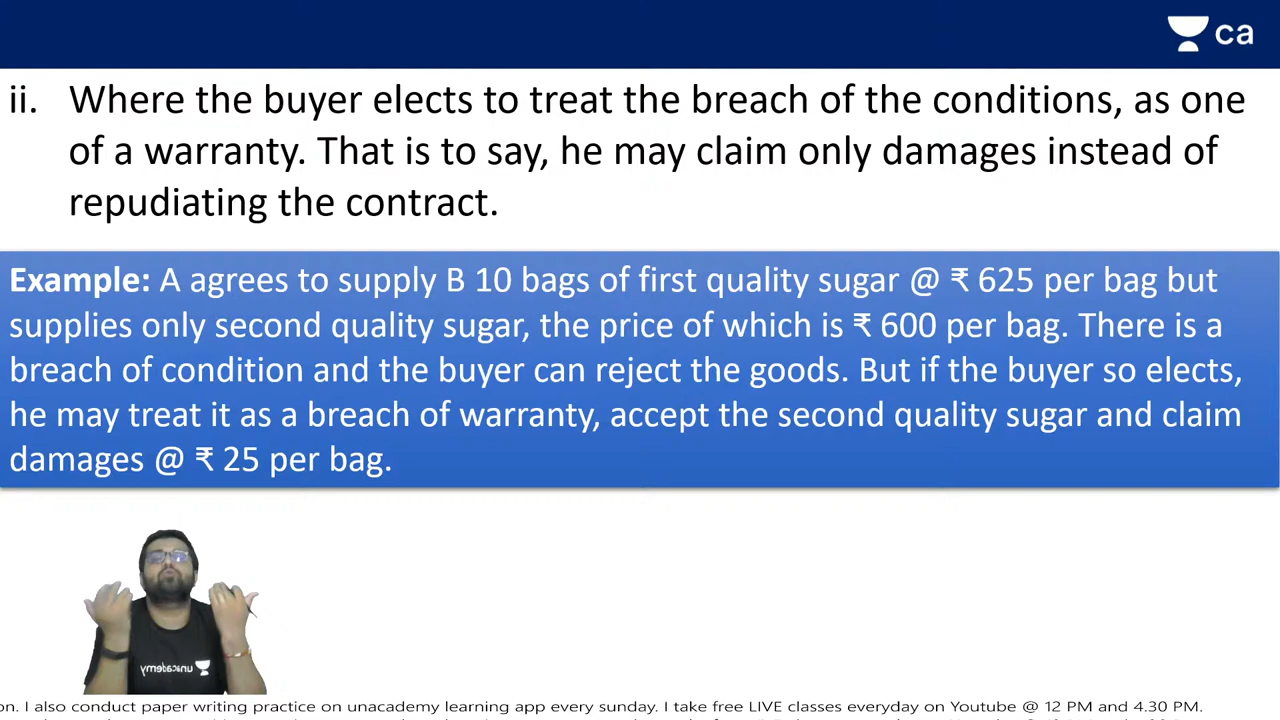 ca
ii. Where the buyer elects to treat the breach of the conditions, as one
of a warranty. That is to say, he may claim only damages instead of
repudiating the contract.
Example: A agrees to supply B 10 bags of first quality sugar @ ₹ 625 per bag but
supplies only second quality sugar, the price of which is ₹ 600 per bag. There is a
breach of condition and the buyer can reject the goods. But if the buyer so elects,
he may treat it as a breach of warranty, accept the second quality sugar and claim
damages @ ₹ 25 per bag.
unacademy
on. I also conduct paper writing practice on unacademy learning app every sunday. I take free LIVE classes everyday on Youtube @ 12 PM and 4.30 PM.